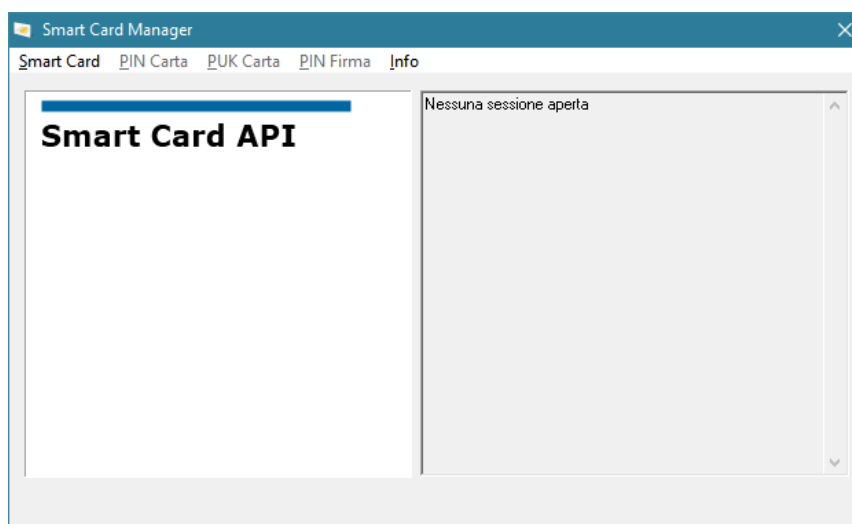 Smart Card Manager
Smart Card PIN Carta PUK Carta PIN Firma Info
Smart Card API
Nessuna sessione aperta